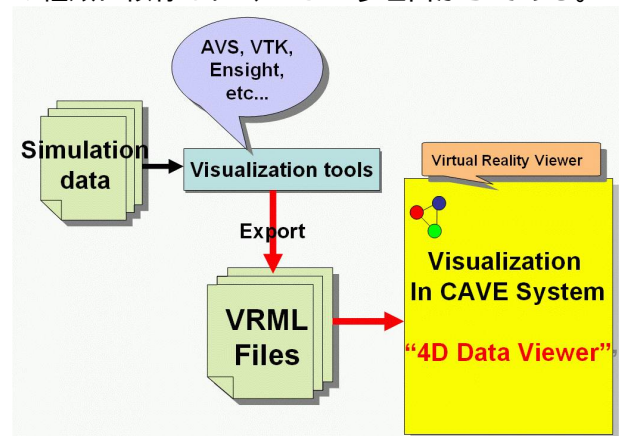 AVS, VTK,
Ensight,
etc...
Simulation
data
Visualization tools
Virtual Reality Viewer
Export
VRML
Files
Visualization
In CAVE System
“4D Data Viewer”